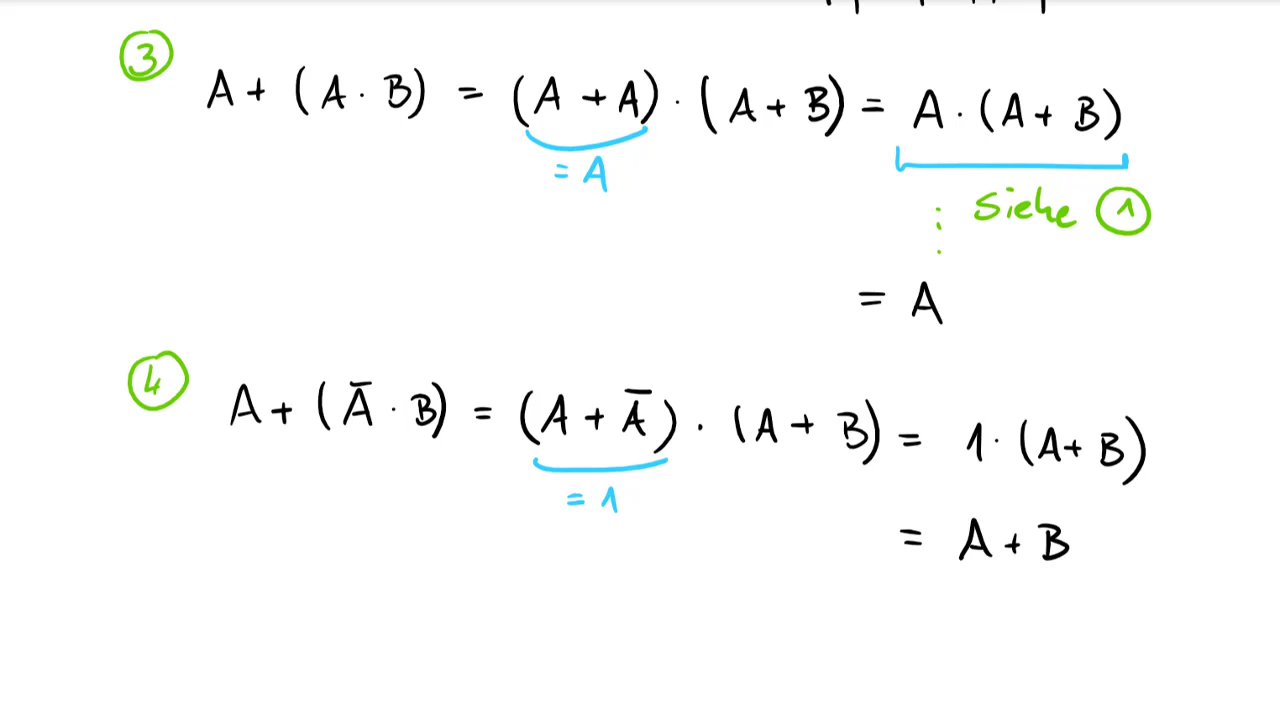 ③
A + (A · B) = (A + A) · (A + B) = A · (A + B)
= A
siehe ①
= A
④
A + (Ā · B) = (A + Ā) · (A + B) = 1 · (A + B)
= 1
= A + B